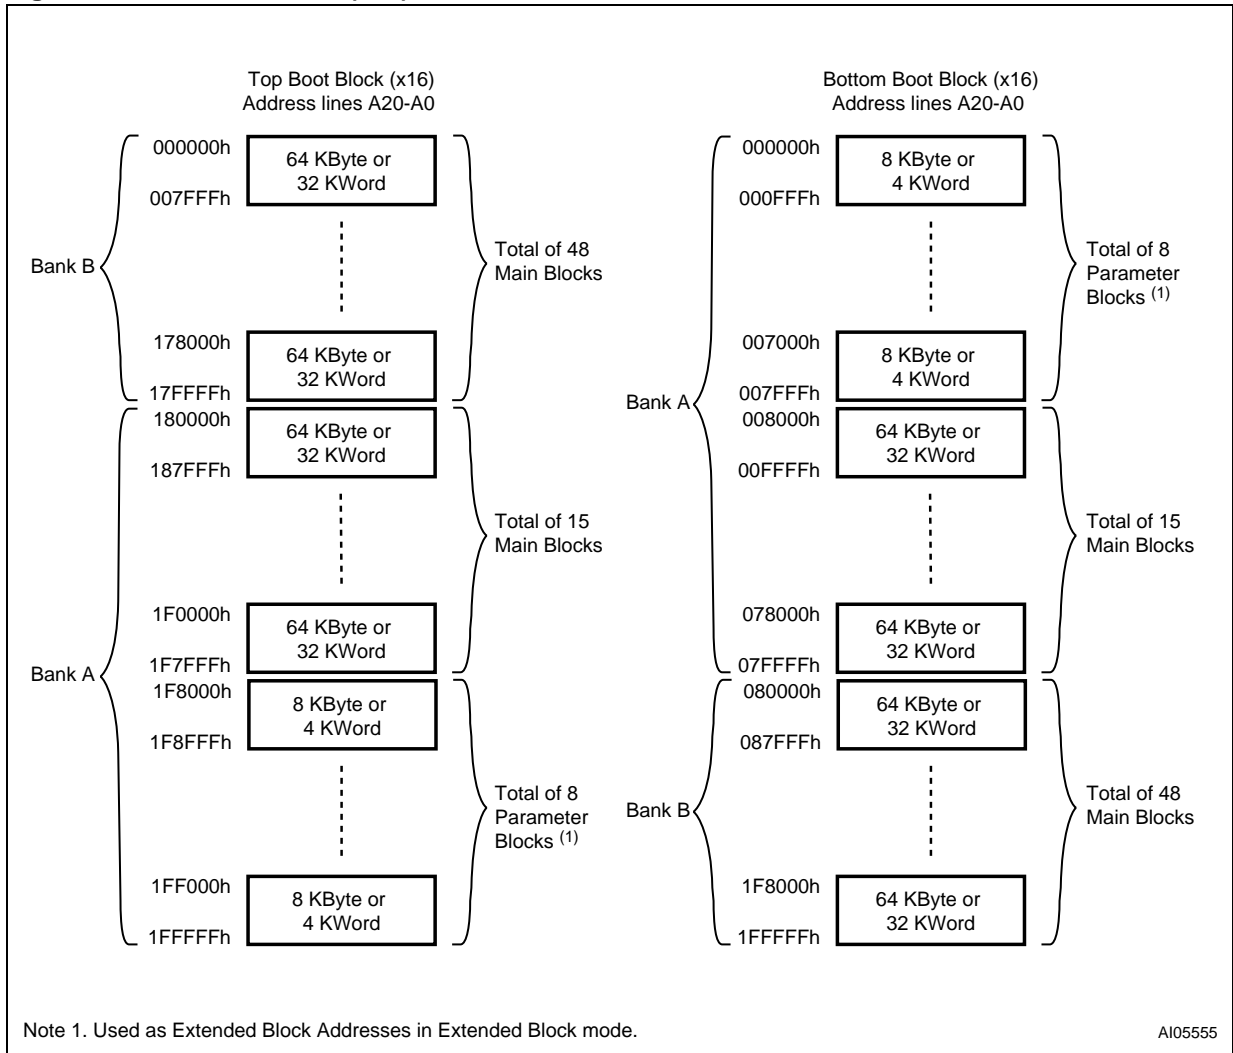 Top Boot Block (x16)
Address lines A20-A0
000000h
64 KByte or
32 KWord
007FFFh
Bank B
Total of 48
Main Blocks
178000h
64 KByte or
32 KWord
17FFFFh
180000h
64 KByte or
32 KWord
187FFFh
Total of 15
Main Blocks
1F0000h
64 KByte or
32 KWord
1F7FFFh
Bank A
1F8000h
8 KByte or
4 KWord
1F8FFFh
Total of 8
Parameter
Blocks (1)
1FF000h
8 KByte or
4 KWord
1FFFFFh
Bottom Boot Block (x16)
Address lines A20-A0
000000h
8 KByte or
4 KWord
000FFFh
Total of 8
Parameter
Blocks (1)
007000h
8 KByte or
4 KWord
007FFFh
Bank A
008000h
64 KByte or
32 KWord
00FFFFh
Total of 15
Main Blocks
078000h
64 KByte or
32 KWord
07FFFFh
080000h
64 KByte or
32 KWord
087FFFh
Bank B
Total of 48
Main Blocks
1F8000h
64 KByte or
32 KWord
1FFFFFh
Note 1. Used as Extended Block Addresses in Extended Block mode.
AI05555